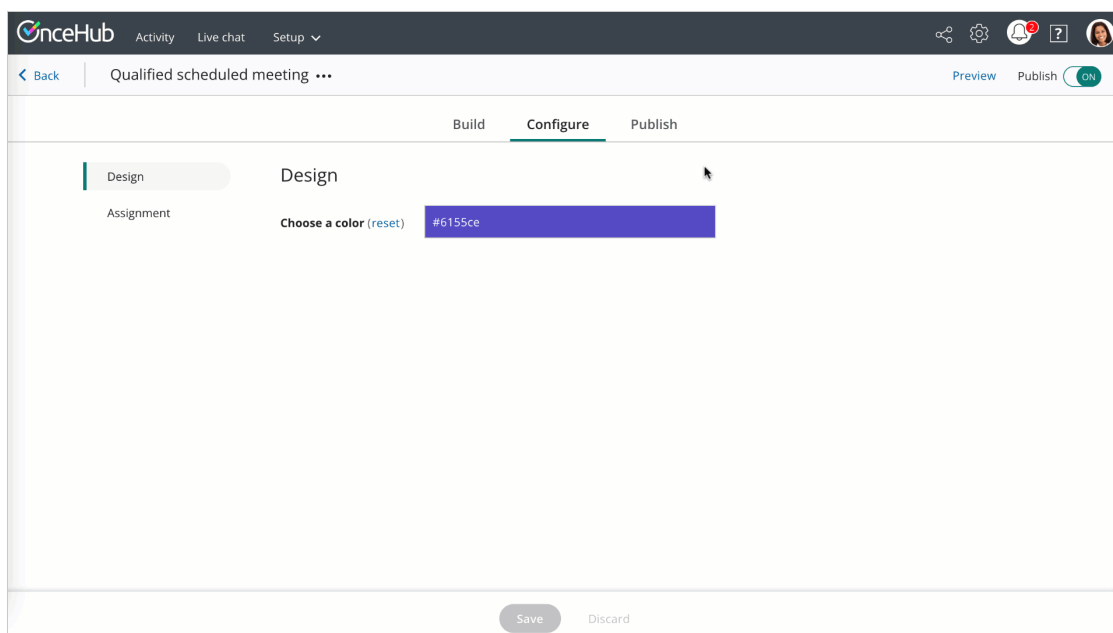 OnceHub Activity Live chat Setup 2 ?
Back Qualified scheduled meeting ••• Preview Publish ON
Build Configure Publish
Design Design
Assignment
Choose a color (reset) #6155ce
Save Discard